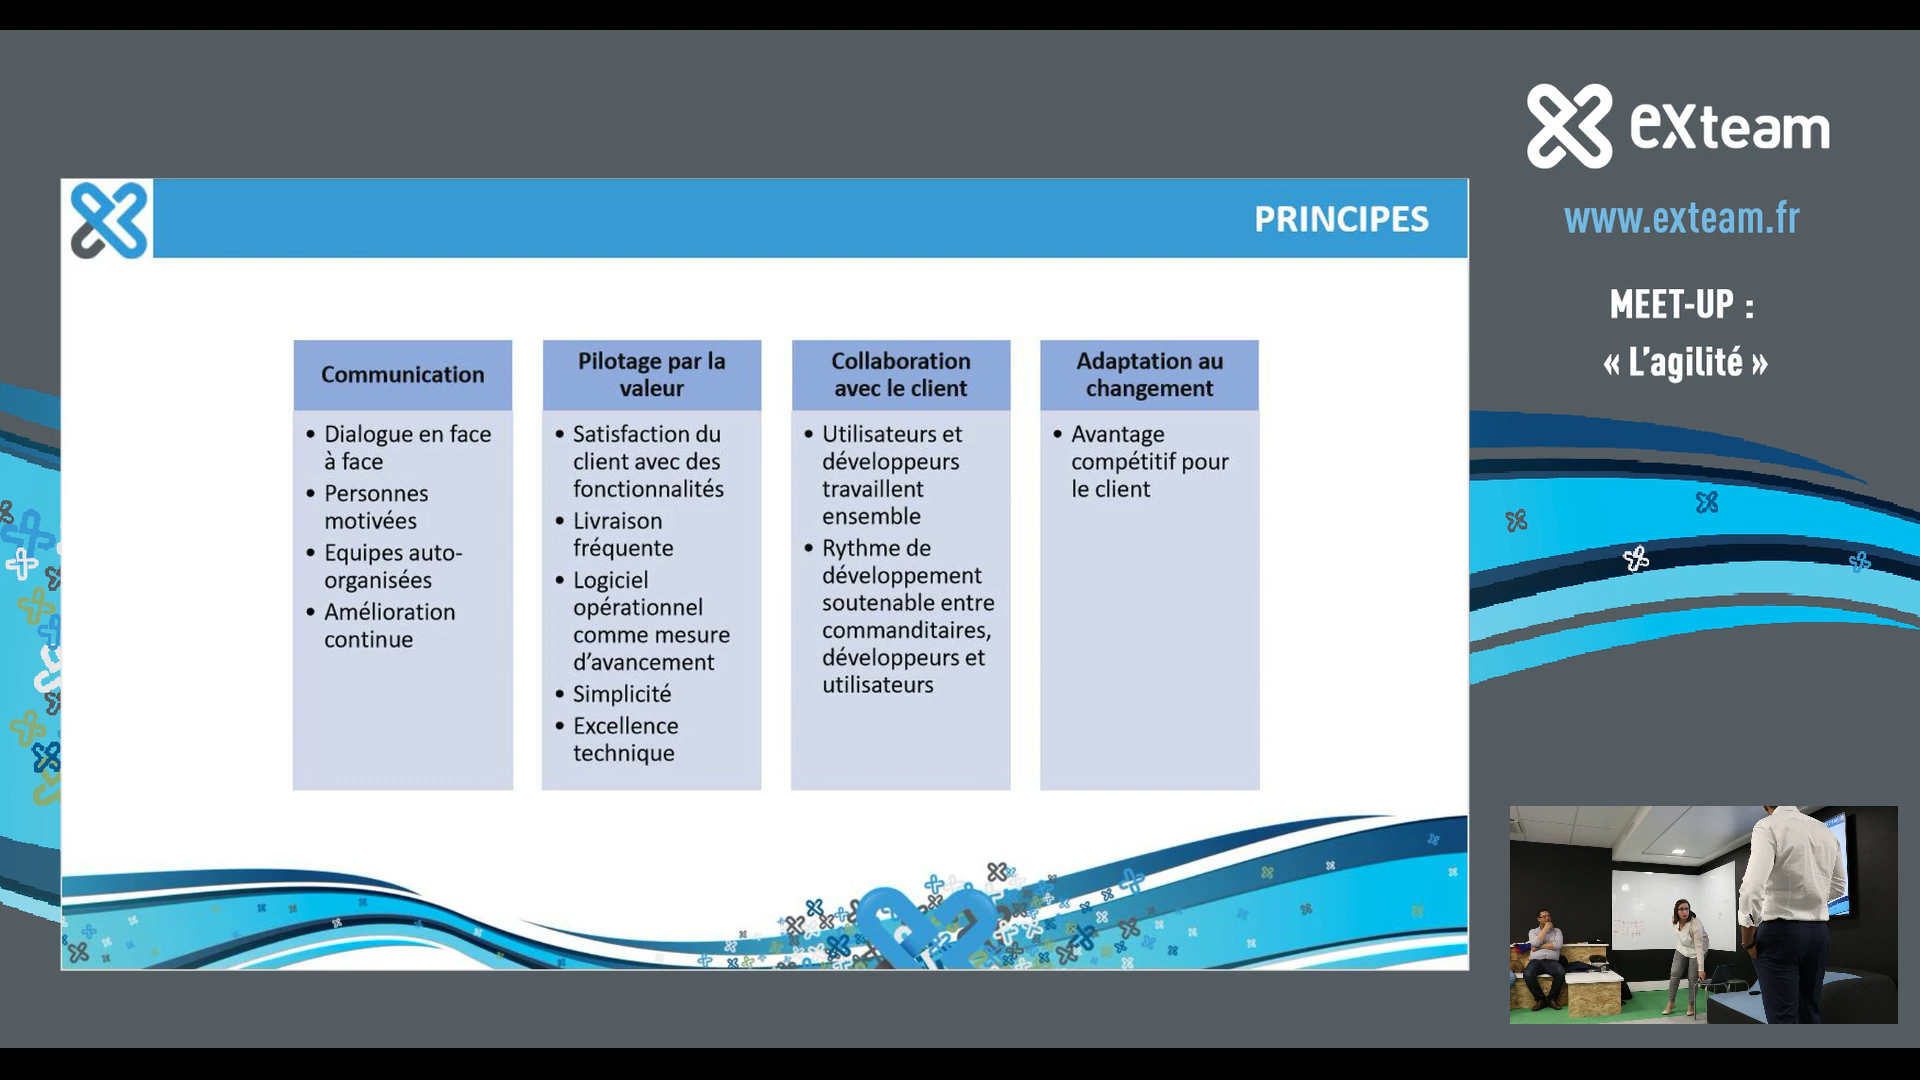 eXteam
www.exteam.fr
MEET-UP :
« L’agilité »
PRINCIPES
Communication
• Dialogue en face
à face
• Personnes
motivées
• Equipes auto-
organisées
• Amélioration
continue
Pilotage par la
valeur
• Satisfaction du
client avec des
fonctionnalités
• Livraison
fréquente
• Logiciel
opérationnel
comme mesure
d’avancement
• Simplicité
• Excellence
technique
Collaboration
avec le client
• Utilisateurs et
développeurs
travaillent
ensemble
• Rythme de
développement
soutenable entre
commanditaires,
développeurs et
utilisateurs
Adaptation au
changement
• Avantage
compétitif pour
le client